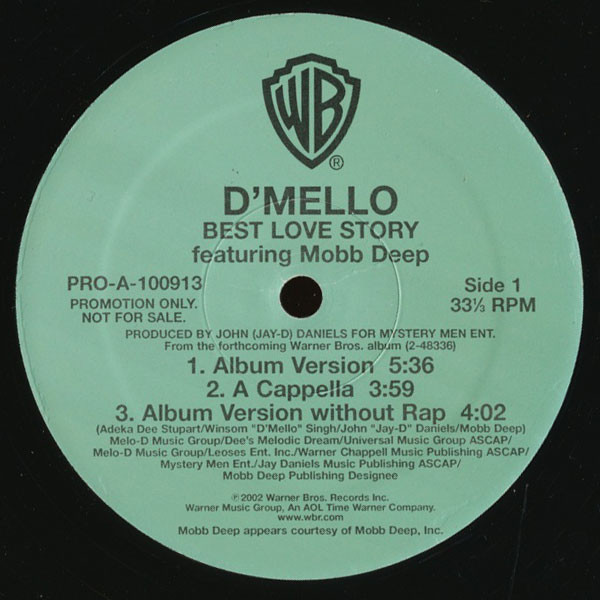 WB®
D'MELLO
BEST LOVE STORY
featuring Mobb Deep
PRO-A-100913
PROMOTION ONLY.
NOT FOR SALE.
Side 1
33⅓ RPM
PRODUCED BY JOHN (JAY-D) DANIELS FOR MYSTERY MEN ENT.
From the forthcoming Warner Bros. album (2-48336)
1. Album Version 5:36
2. A Cappella 3:59
3. Album Version without Rap 4:02
(Adeka Dee Stupart/Winsom "D'Mello" Singh/John "Jay-D" Daniels/Mobb Deep)
Melo-D Music Group/Dee's Melodic Dream/Universal Music Group ASCAP/
Melo-D Music Group/Leoses Ent. Inc./Warner Chappell Music Publishing ASCAP/
Mystery Men Ent./Jay Daniels Music Publishing ASCAP/
Mobb Deep Publishing Designee
℗2002 Warner Bros. Records Inc.
Warner Music Group, An AOL Time Warner Company.
www.wbr.com
Mobb Deep appears courtesy of Mobb Deep, Inc.